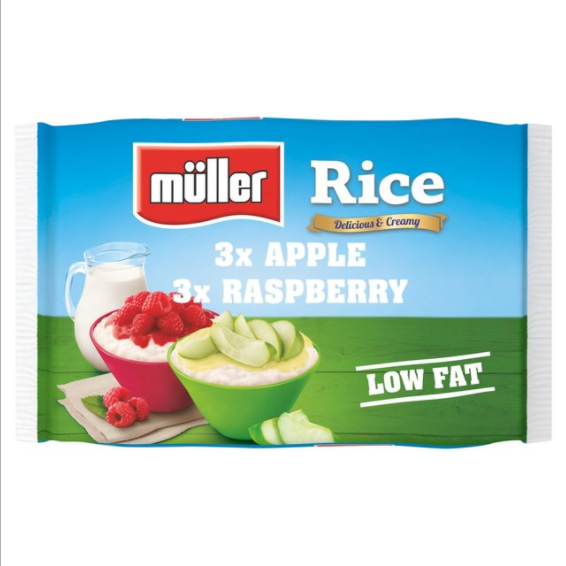 müller
Rice
Delicious & Creamy
3x APPLE
3x RASPBERRY
LOW FAT